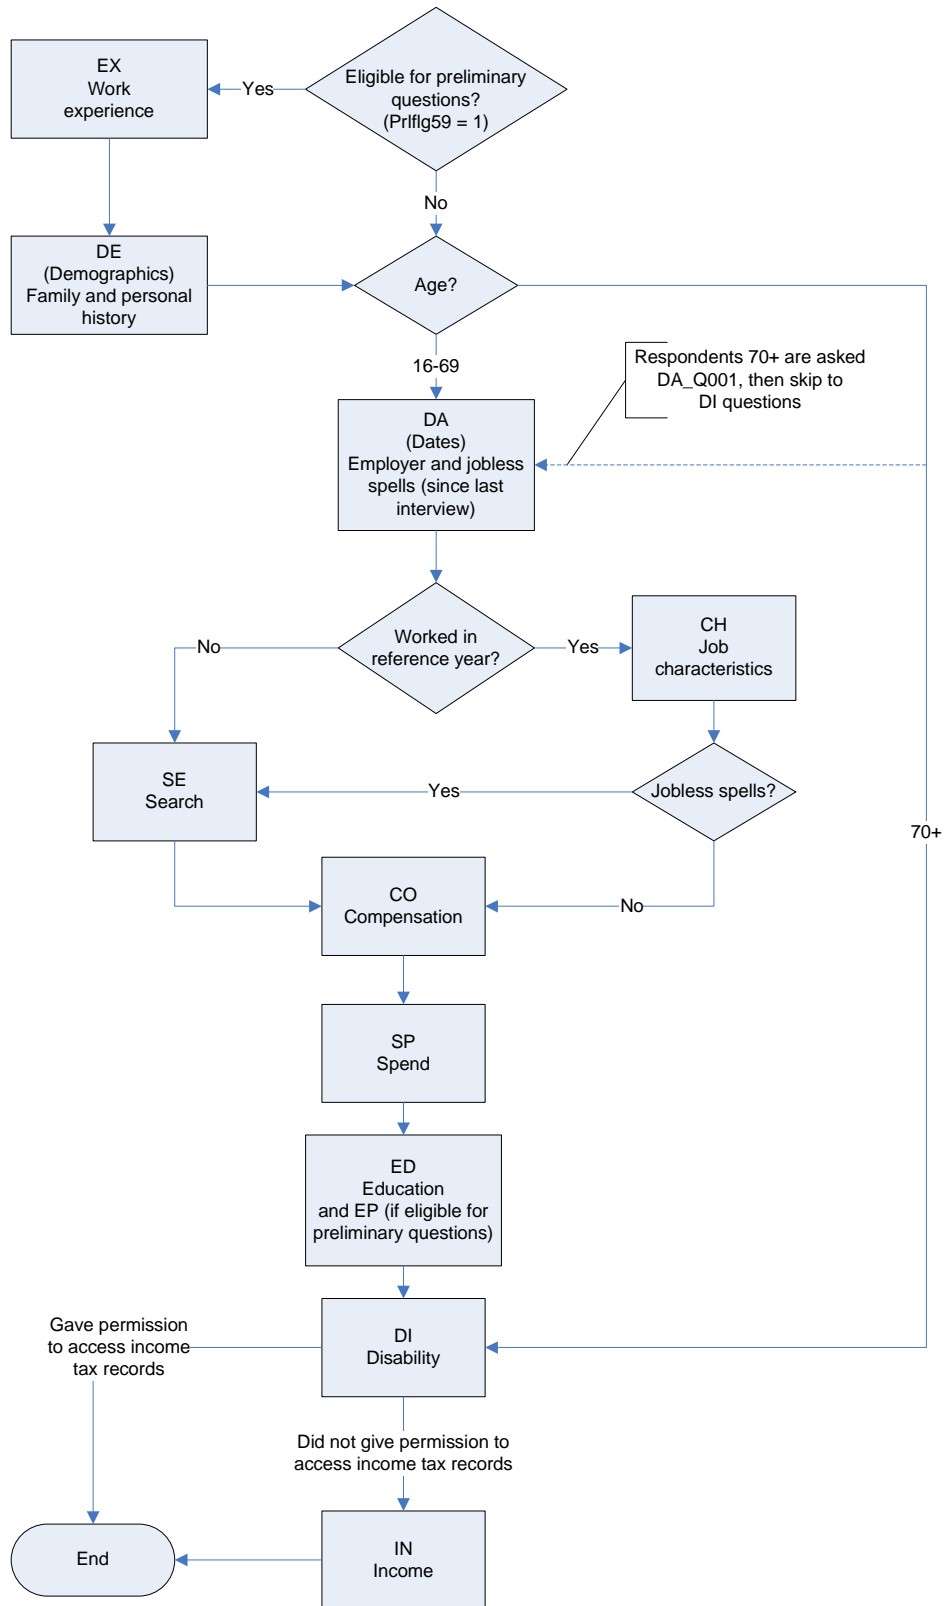 EX
Work
experience
Yes
Eligible for preliminary
questions?
(Prlflg59 = 1)
No
DE
(Demographics)
Family and personal
history
Age?
16-69
Respondents 70+ are asked
DA_Q001, then skip to
DI questions
DA
(Dates)
Employer and jobless
spells (since last
interview)
No
Worked in
reference year?
Yes
CH
Job
characteristics
SE
Search
Yes
Jobless spells?
70+
CO
Compensation
No
SP
Spend
ED
Education
and EP (if eligible for
preliminary questions)
Gave permission
to access income
tax records
DI
Disability
Did not give permission to
access income tax records
End
IN
Income